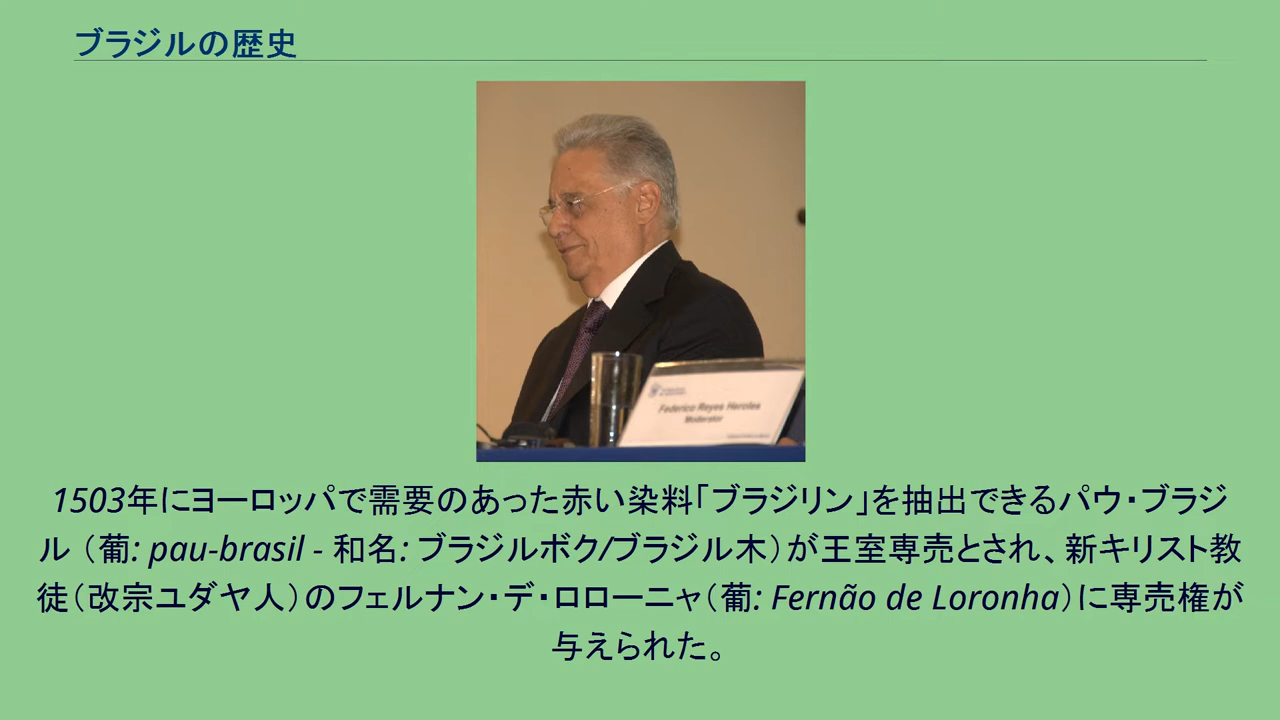 ブラジルの歴史
Federico Reyes Heroles
Moderator
1503年にヨーロッパで需要のあった赤い染料｢ブラジリン｣を抽出できるパウ・ブラジ
ル（葡: pau-brasil - 和名: ブラジルボク/ブラジル木）が王室専売とされ、新キリスト教
徒（改宗ユダヤ人）のフェルナン・デ・ロローニャ（葡: Fernão de Loronha）に専売権が
与えられた。